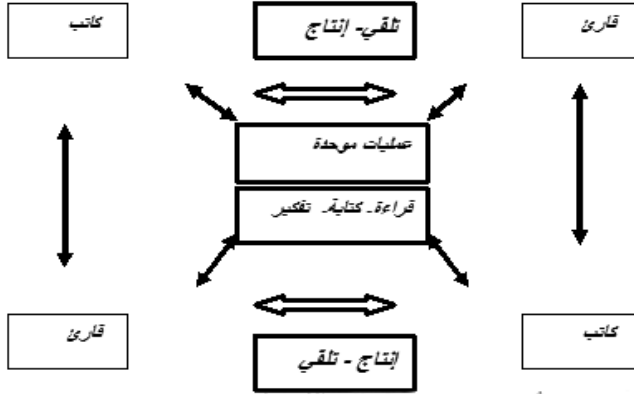 قارئ
تلقي- إنتاج
كاتب
عمليات موحدة
قراءة- كتابة- تفكير
كاتب
إنتاج - تلقي
قارئ